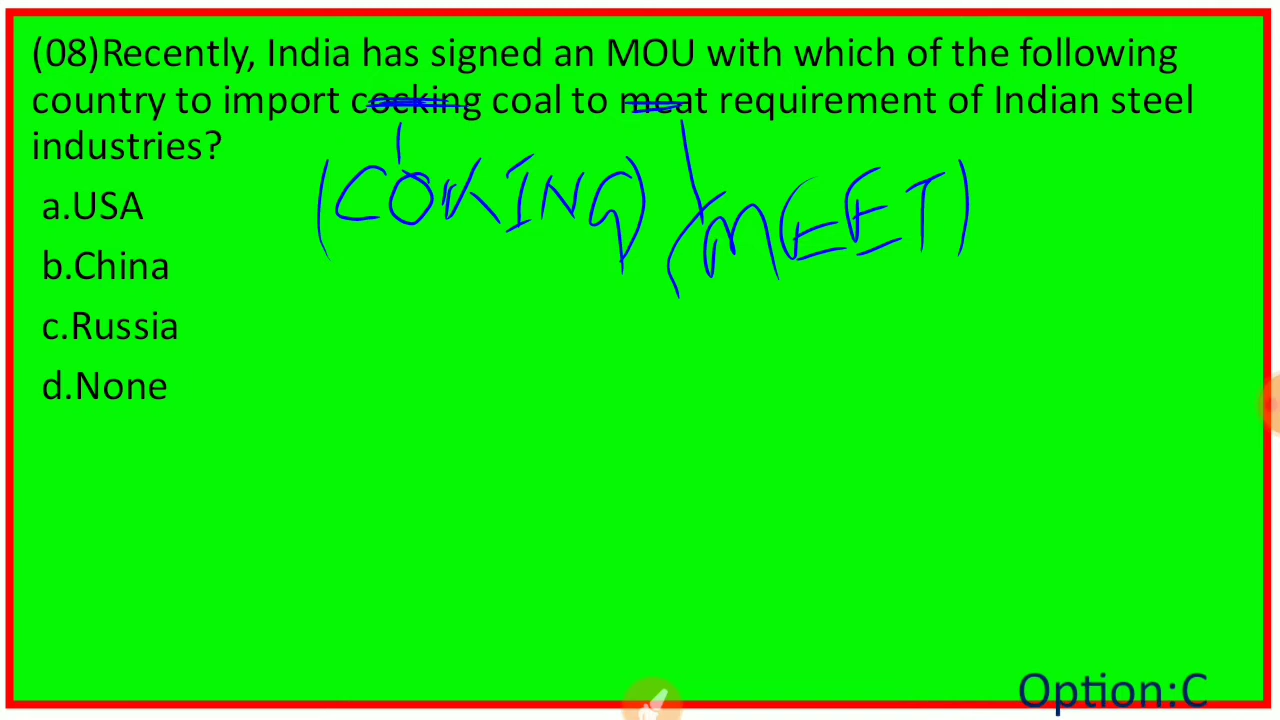 (08)Recently, India has signed an MOU with which of the following
country to import cocking coal to meat requirement of Indian steel
industries?
(COKING) (MEET)
a.USA
b.China
c.Russia
d.None
Option:C